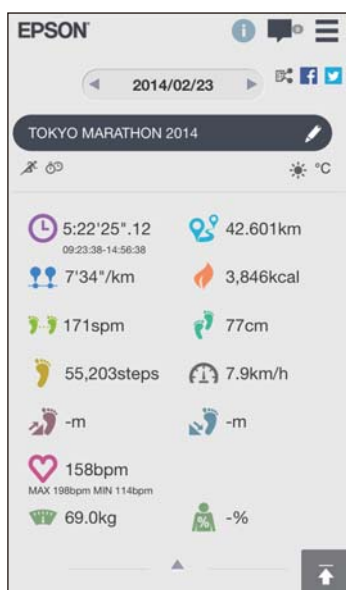 EPSON
i
2014/02/23
TOKYO MARATHON 2014
°C
5:22'25".12 42.601km
09:23:38-14:56:38
7'34"/km 3,846kcal
171spm 77cm
55,203steps 7.9km/h
-m -m
158bpm
MAX 198bpm MIN 114bpm
69.0kg % -%